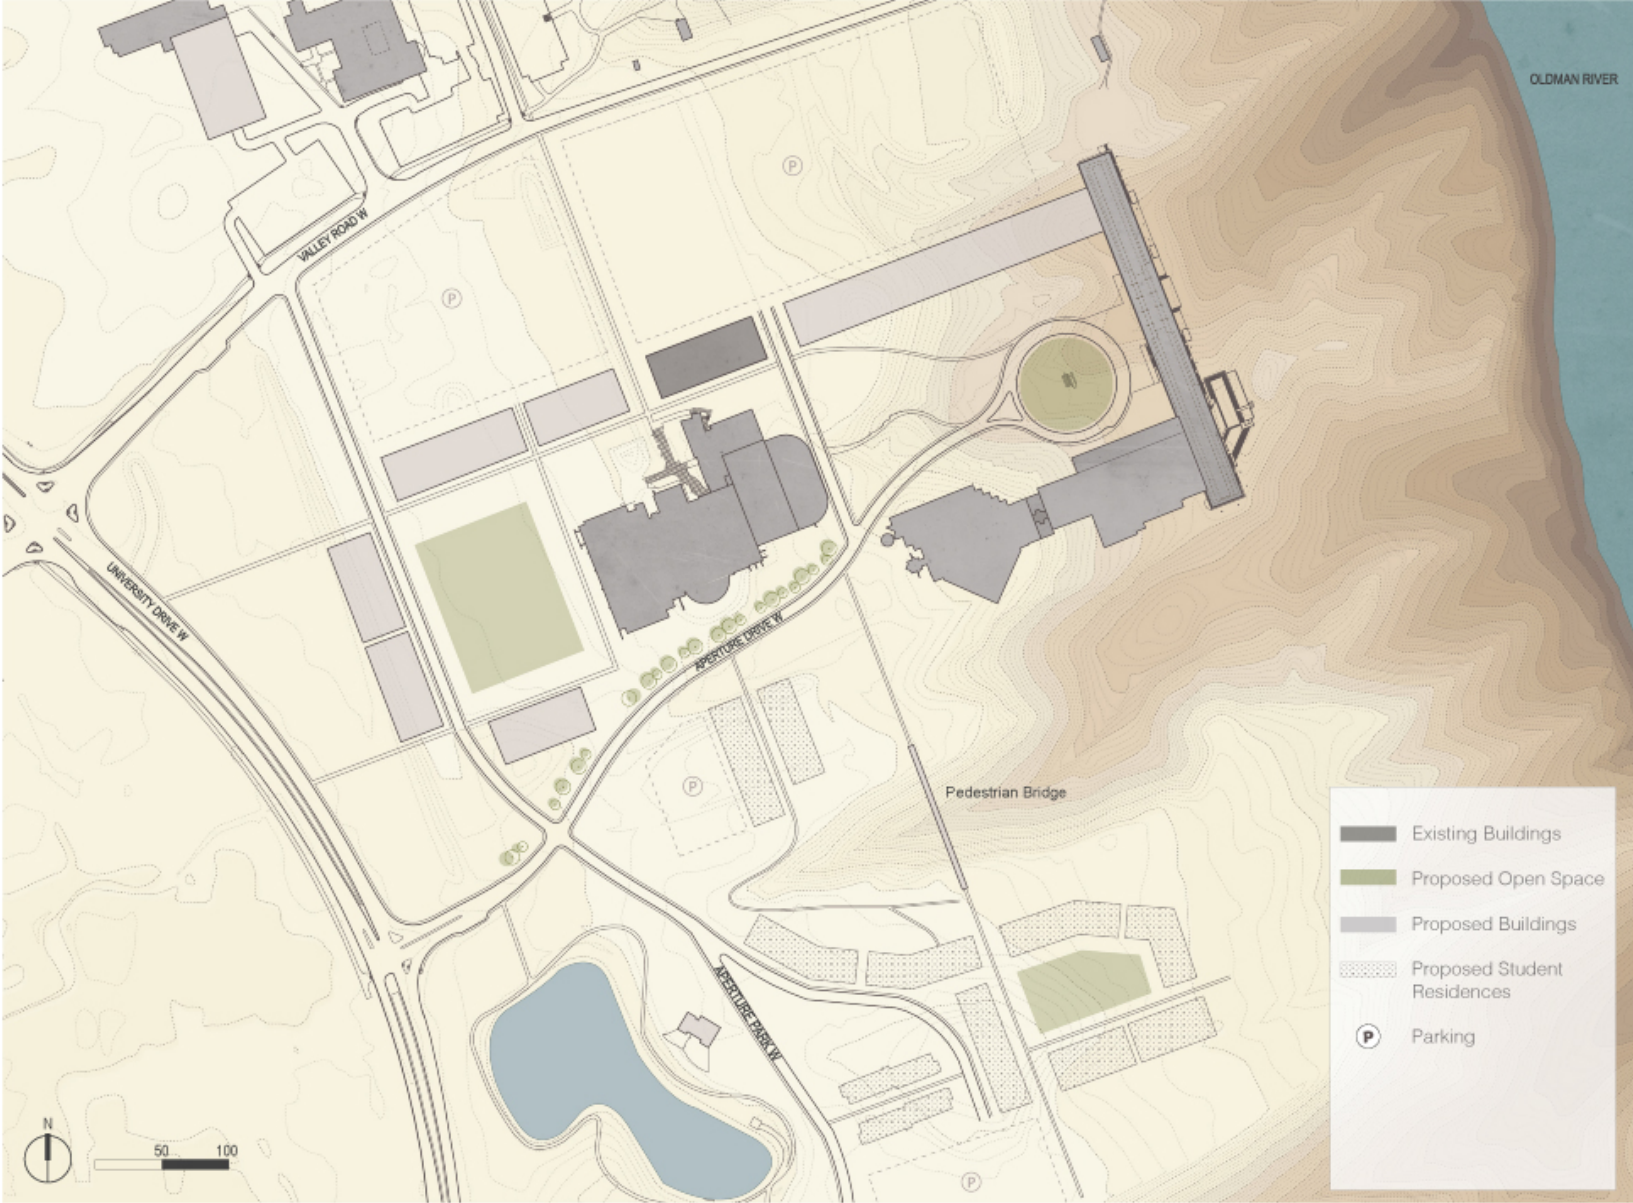 OLDMAN RIVER
P
VALLEY ROAD W
P
UNIVERSITY DRIVE W
APERTURE DRIVE W
P
Pedestrian Bridge
Existing Buildings
Proposed Open Space
Proposed Buildings
Proposed Student
Residences
P Parking
APERTURE PARK W
N
50 100
P